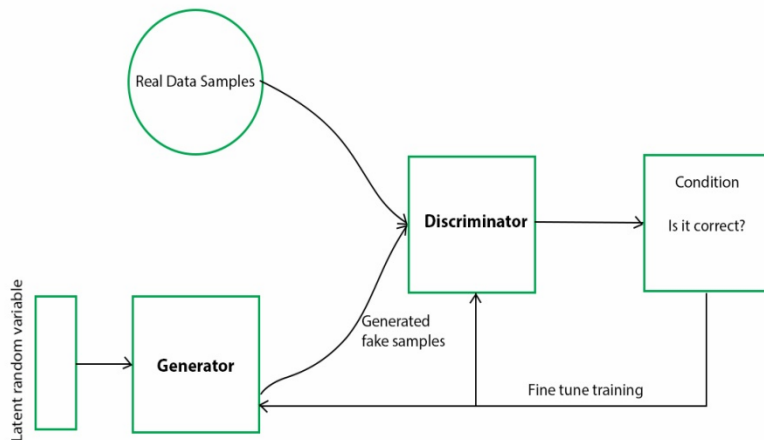 Real Data Samples
Discriminator
Condition
Is it correct?
Latent random variable
Generator
Generated
fake samples
Fine tune training